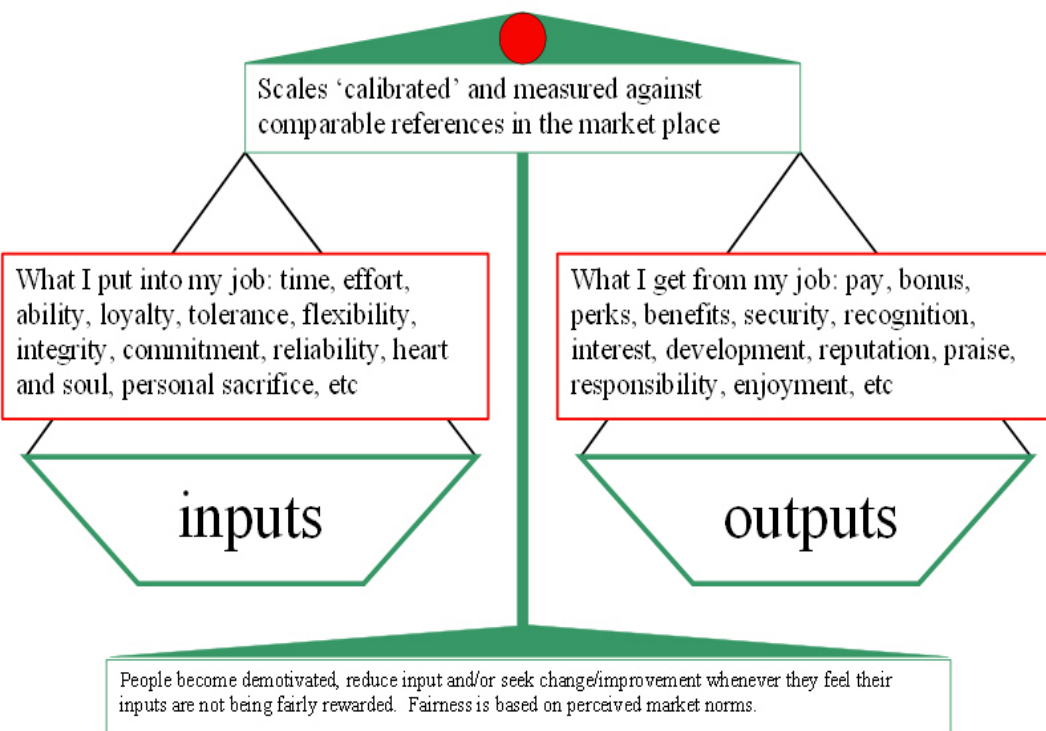 Scales ‘calibrated’ and measured against
comparable references in the market place
What I put into my job: time, effort,
ability, loyalty, tolerance, flexibility,
integrity, commitment, reliability, heart
and soul, personal sacrifice, etc
What I get from my job: pay, bonus,
perks, benefits, security, recognition,
interest, development, reputation, praise,
responsibility, enjoyment, etc
inputs
outputs
People become demotivated, reduce input and/or seek change/improvement whenever they feel their
inputs are not being fairly rewarded.  Fairness is based on perceived market norms.